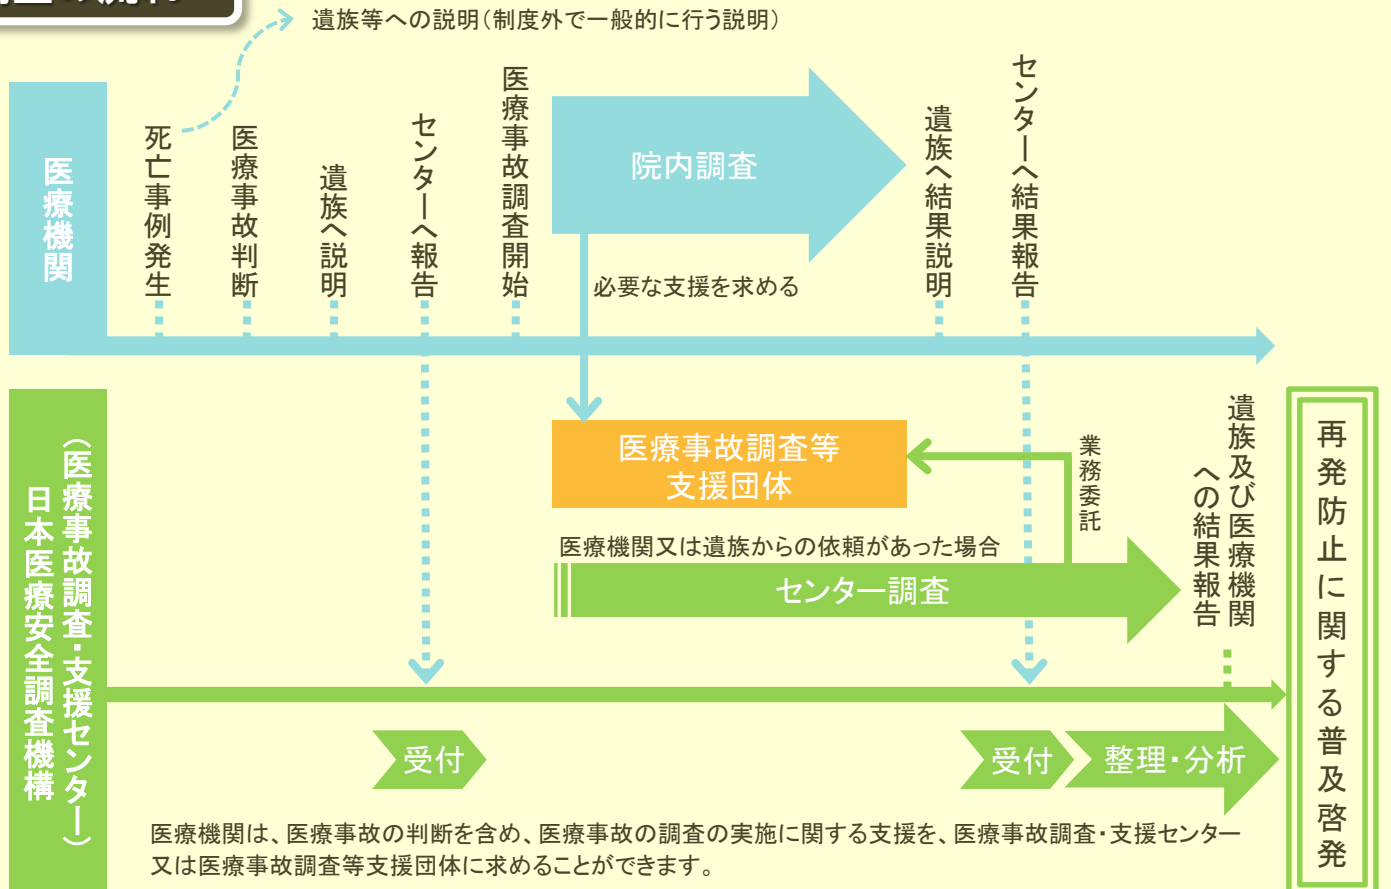 の流れ
遺族等への説明（制度外で一般的に行う説明）
医療機関
死亡事例発生
医療事故判断
遺族へ説明
センターへ報告
医療事故調査開始
院内調査
遺族へ結果説明
センターへ結果報告
必要な支援を求める
日本医療安全調査機構
（医療事故調査・支援センター）
医療事故調査等
支援団体
業務委託
医療機関又は遺族からの依頼があった場合
センター調査
遺族及び医療機関
への結果報告
受付
受付
整理・分析
再発防止に関する普及啓発
医療機関は、医療事故の判断を含め、医療事故の調査の実施に関する支援を、医療事故調査・支援センター
又は医療事故調査等支援団体に求めることができます。